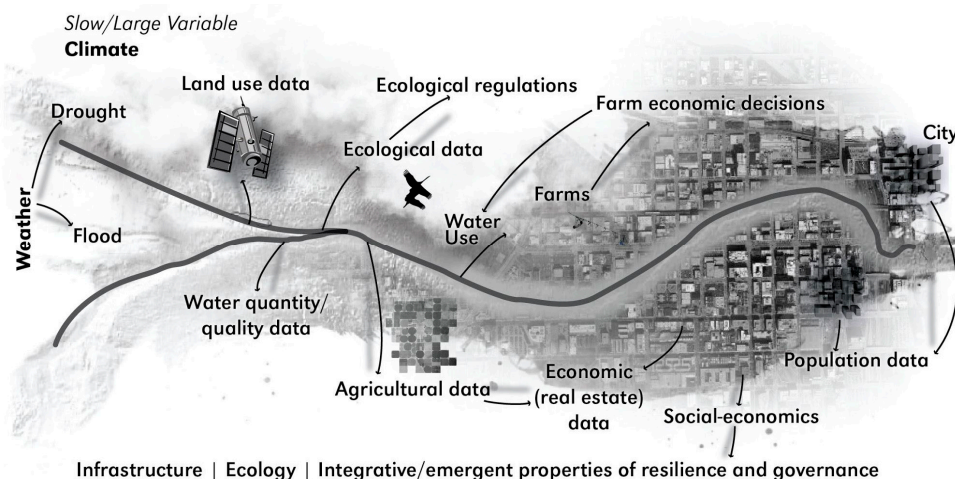 Slow/Large Variable
Climate
Land use data
Ecological regulations
Drought
Farm economic decisions
City
Ecological data
Farms
Weather
Water
Use
Flood
Water quantity/
quality data
Agricultural data
Economic
(real estate)
data
Population data
Social-economics
Infrastructure | Ecology | Integrative/emergent properties of resilience and governance